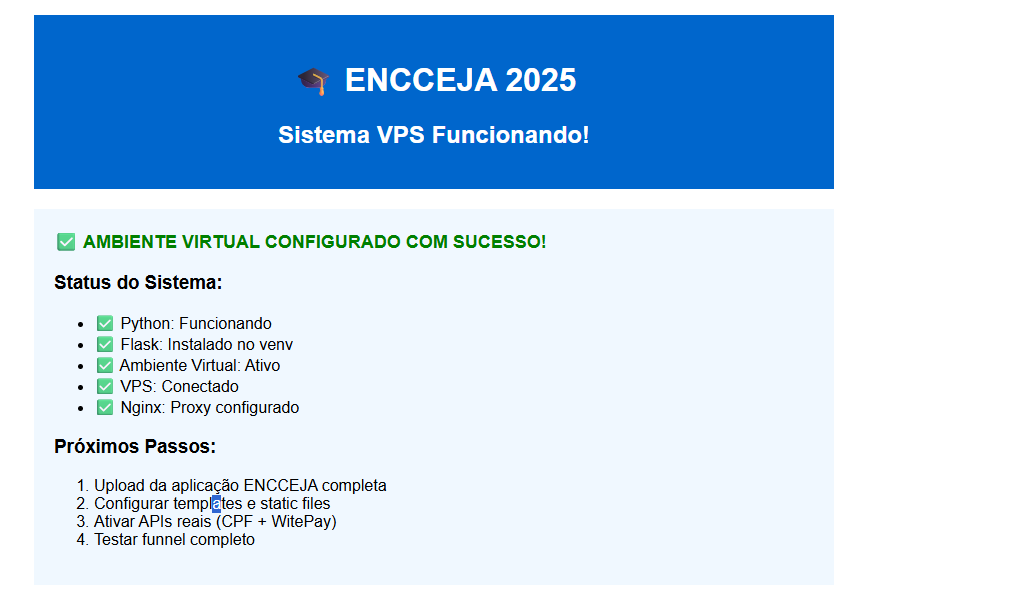 🎓 ENCCEJA 2025
Sistema VPS Funcionando!
✅ AMBIENTE VIRTUAL CONFIGURADO COM SUCESSO!
Status do Sistema:
• ✅ Python: Funcionando
• ✅ Flask: Instalado no venv
• ✅ Ambiente Virtual: Ativo
• ✅ VPS: Conectado
• ✅ Nginx: Proxy configurado
Próximos Passos:
1. Upload da aplicação ENCCEJA completa
2. Configurar templates e static files
3. Ativar APIs reais (CPF + WitePay)
4. Testar funnel completo